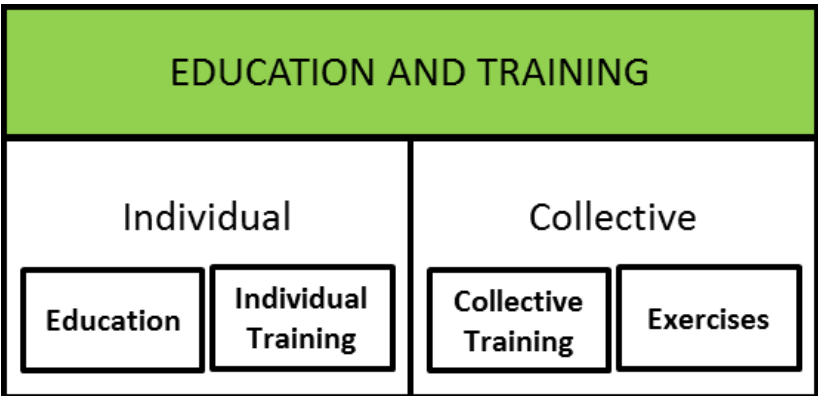 EDUCATION AND TRAINING
Individual
Education
Individual
Training
Collective
Collective
Training
Exercises